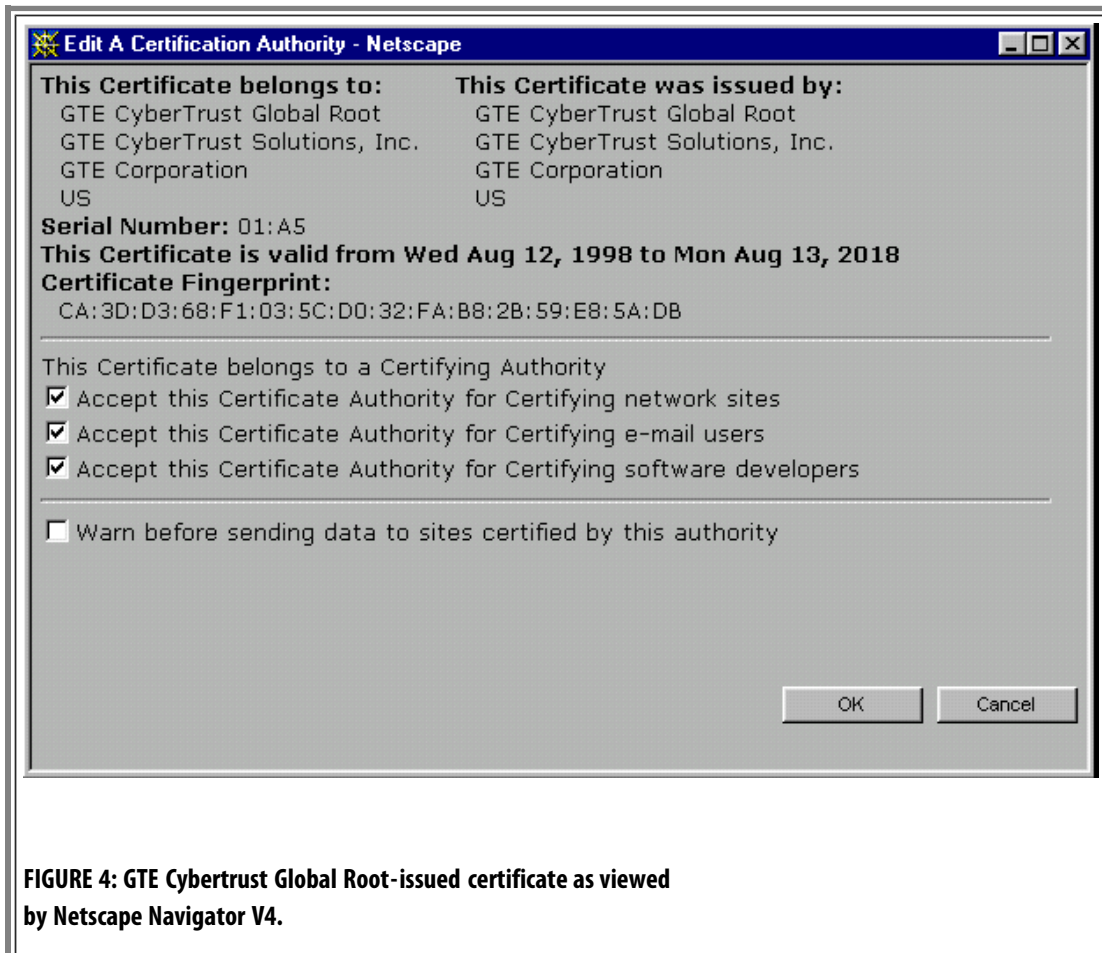 Edit A Certification Authority - Netscape
This Certificate belongs to:
GTE CyberTrust Global Root
GTE CyberTrust Solutions, Inc.
GTE Corporation
US
This Certificate was issued by:
GTE CyberTrust Global Root
GTE CyberTrust Solutions, Inc.
GTE Corporation
US
Serial Number: 01:A5
This Certificate is valid from Wed Aug 12, 1998 to Mon Aug 13, 2018
Certificate Fingerprint:
CA:3D:D3:68:F1:03:5C:D0:32:FA:B8:2B:59:E8:5A:DB
This Certificate belongs to a Certifying Authority
Accept this Certificate Authority for Certifying network sites
Accept this Certificate Authority for Certifying e-mail users
Accept this Certificate Authority for Certifying software developers
Warn before sending data to sites certified by this authority
OK
Cancel
FIGURE 4: GTE Cybertrust Global Root-issued certificate as viewed
by Netscape Navigator V4.